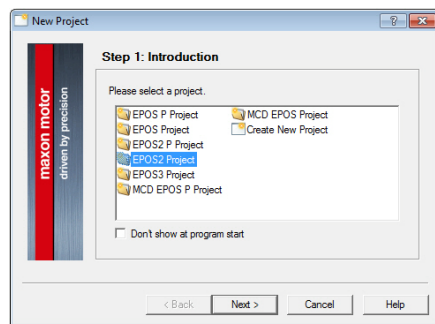 New Project
maxon motor
driven by precision
Step 1: Introduction
Please select a project.
EPOS P Project
EPOS Project
EPOS2 P Project
EPOS2 Project
EPOS3 Project
MCD EPOS P Project
MCD EPOS Project
Create New Project
Don't show at program start
< Back
Next >
Cancel
Help